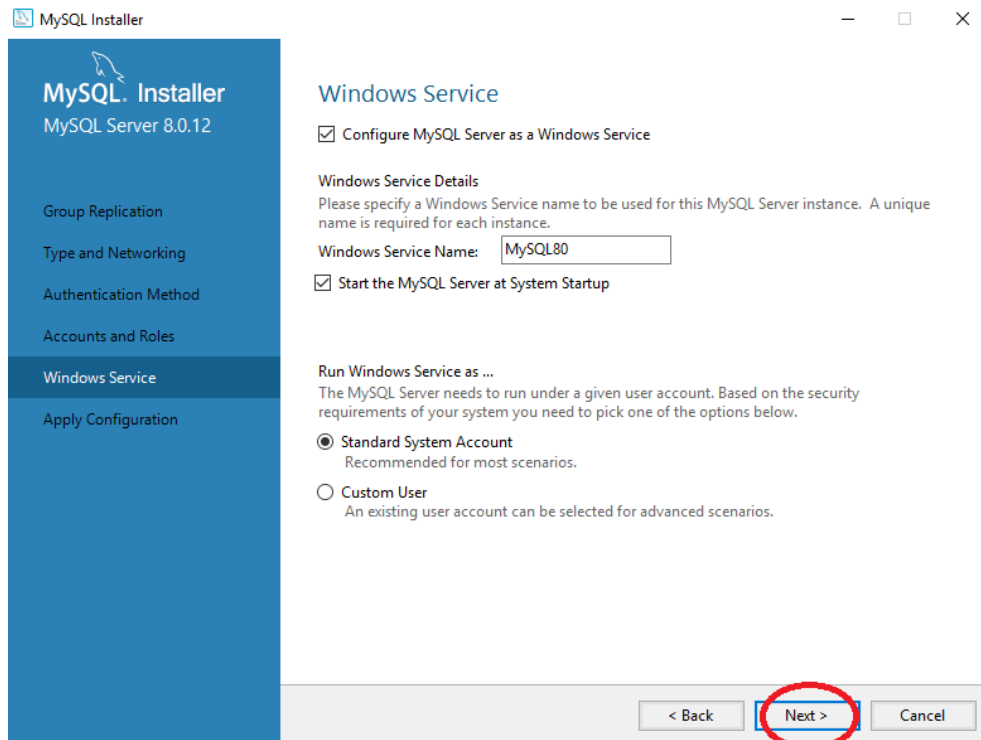 MySQL Installer
MySQL. Installer
MySQL Server 8.0.12
Group Replication
Type and Networking
Authentication Method
Accounts and Roles
Windows Service
Apply Configuration
Windows Service
Configure MySQL Server as a Windows Service
Windows Service Details
Please specify a Windows Service name to be used for this MySQL Server instance. A unique
name is required for each instance.
Windows Service Name: MySQL80
Start the MySQL Server at System Startup
Run Windows Service as ...
The MySQL Server needs to run under a given user account. Based on the security
requirements of your system you need to pick one of the options below.
Standard System Account
Recommended for most scenarios.
Custom User
An existing user account can be selected for advanced scenarios.
< Back Next > Cancel